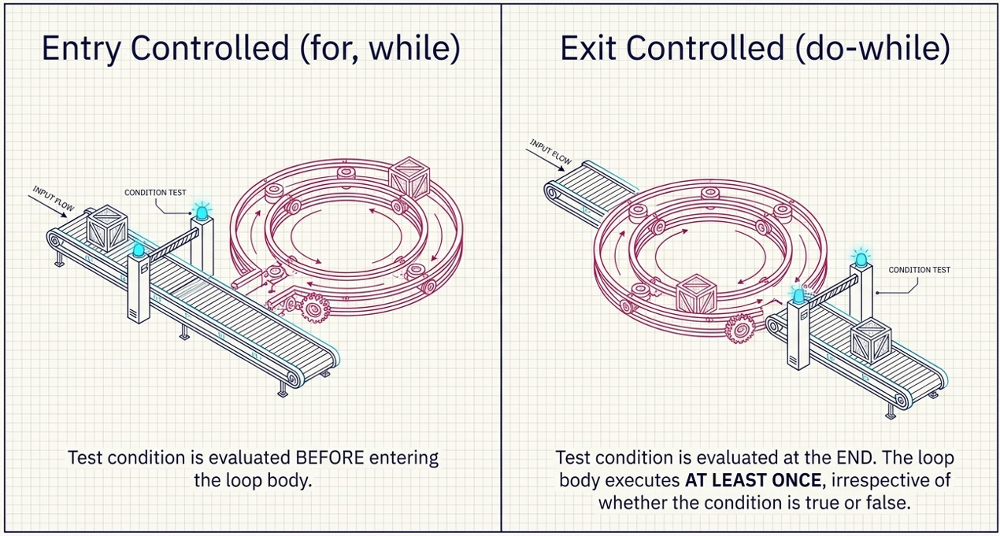 Entry Controlled (for, while)
INPUT FLOW
CONDITION TEST
Test condition is evaluated BEFORE entering
the loop body.
Exit Controlled (do-while)
INPUT FLOW
CONDITION TEST
Test condition is evaluated at the END. The loop
body executes AT LEAST ONCE, irrespective of
whether the condition is true or false.